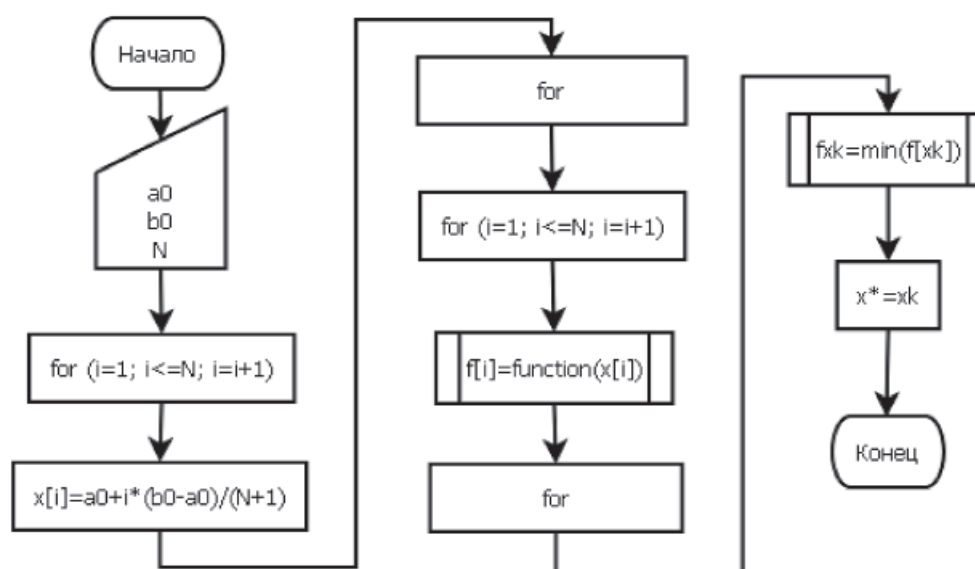 Начало
a0
b0
N
for (i=1; i<=N; i=i+1)
x[i]=a0+i*(b0-a0)/(N+1)
for
for (i=1; i<=N; i=i+1)
f[i]=function(x[i])
for
fxk=min(f[xk])
x*=xk
Конец